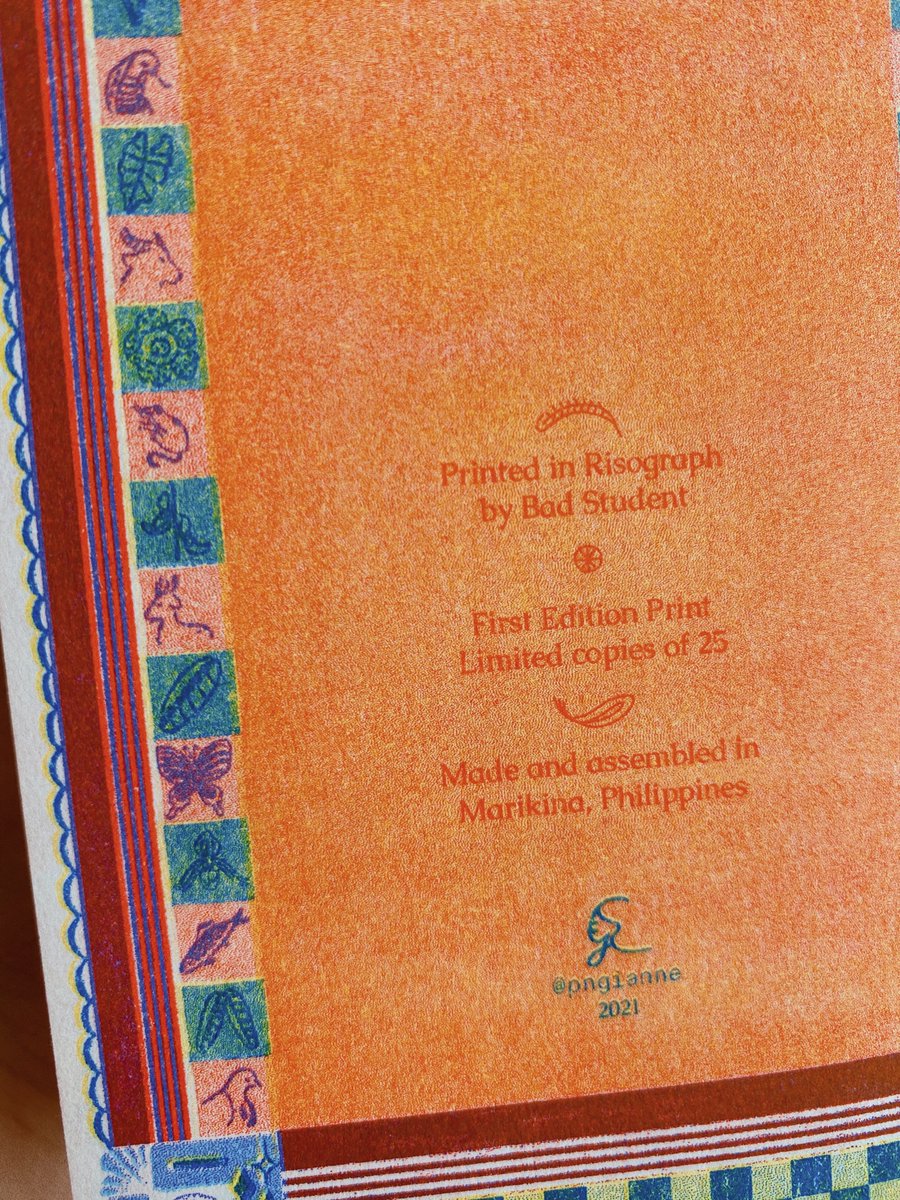 Printed in Risograph
by Bad Student
First Edition Print
Limited copies of 25
Made and assembled in
Marikina, Philippines
@pngianne
2021